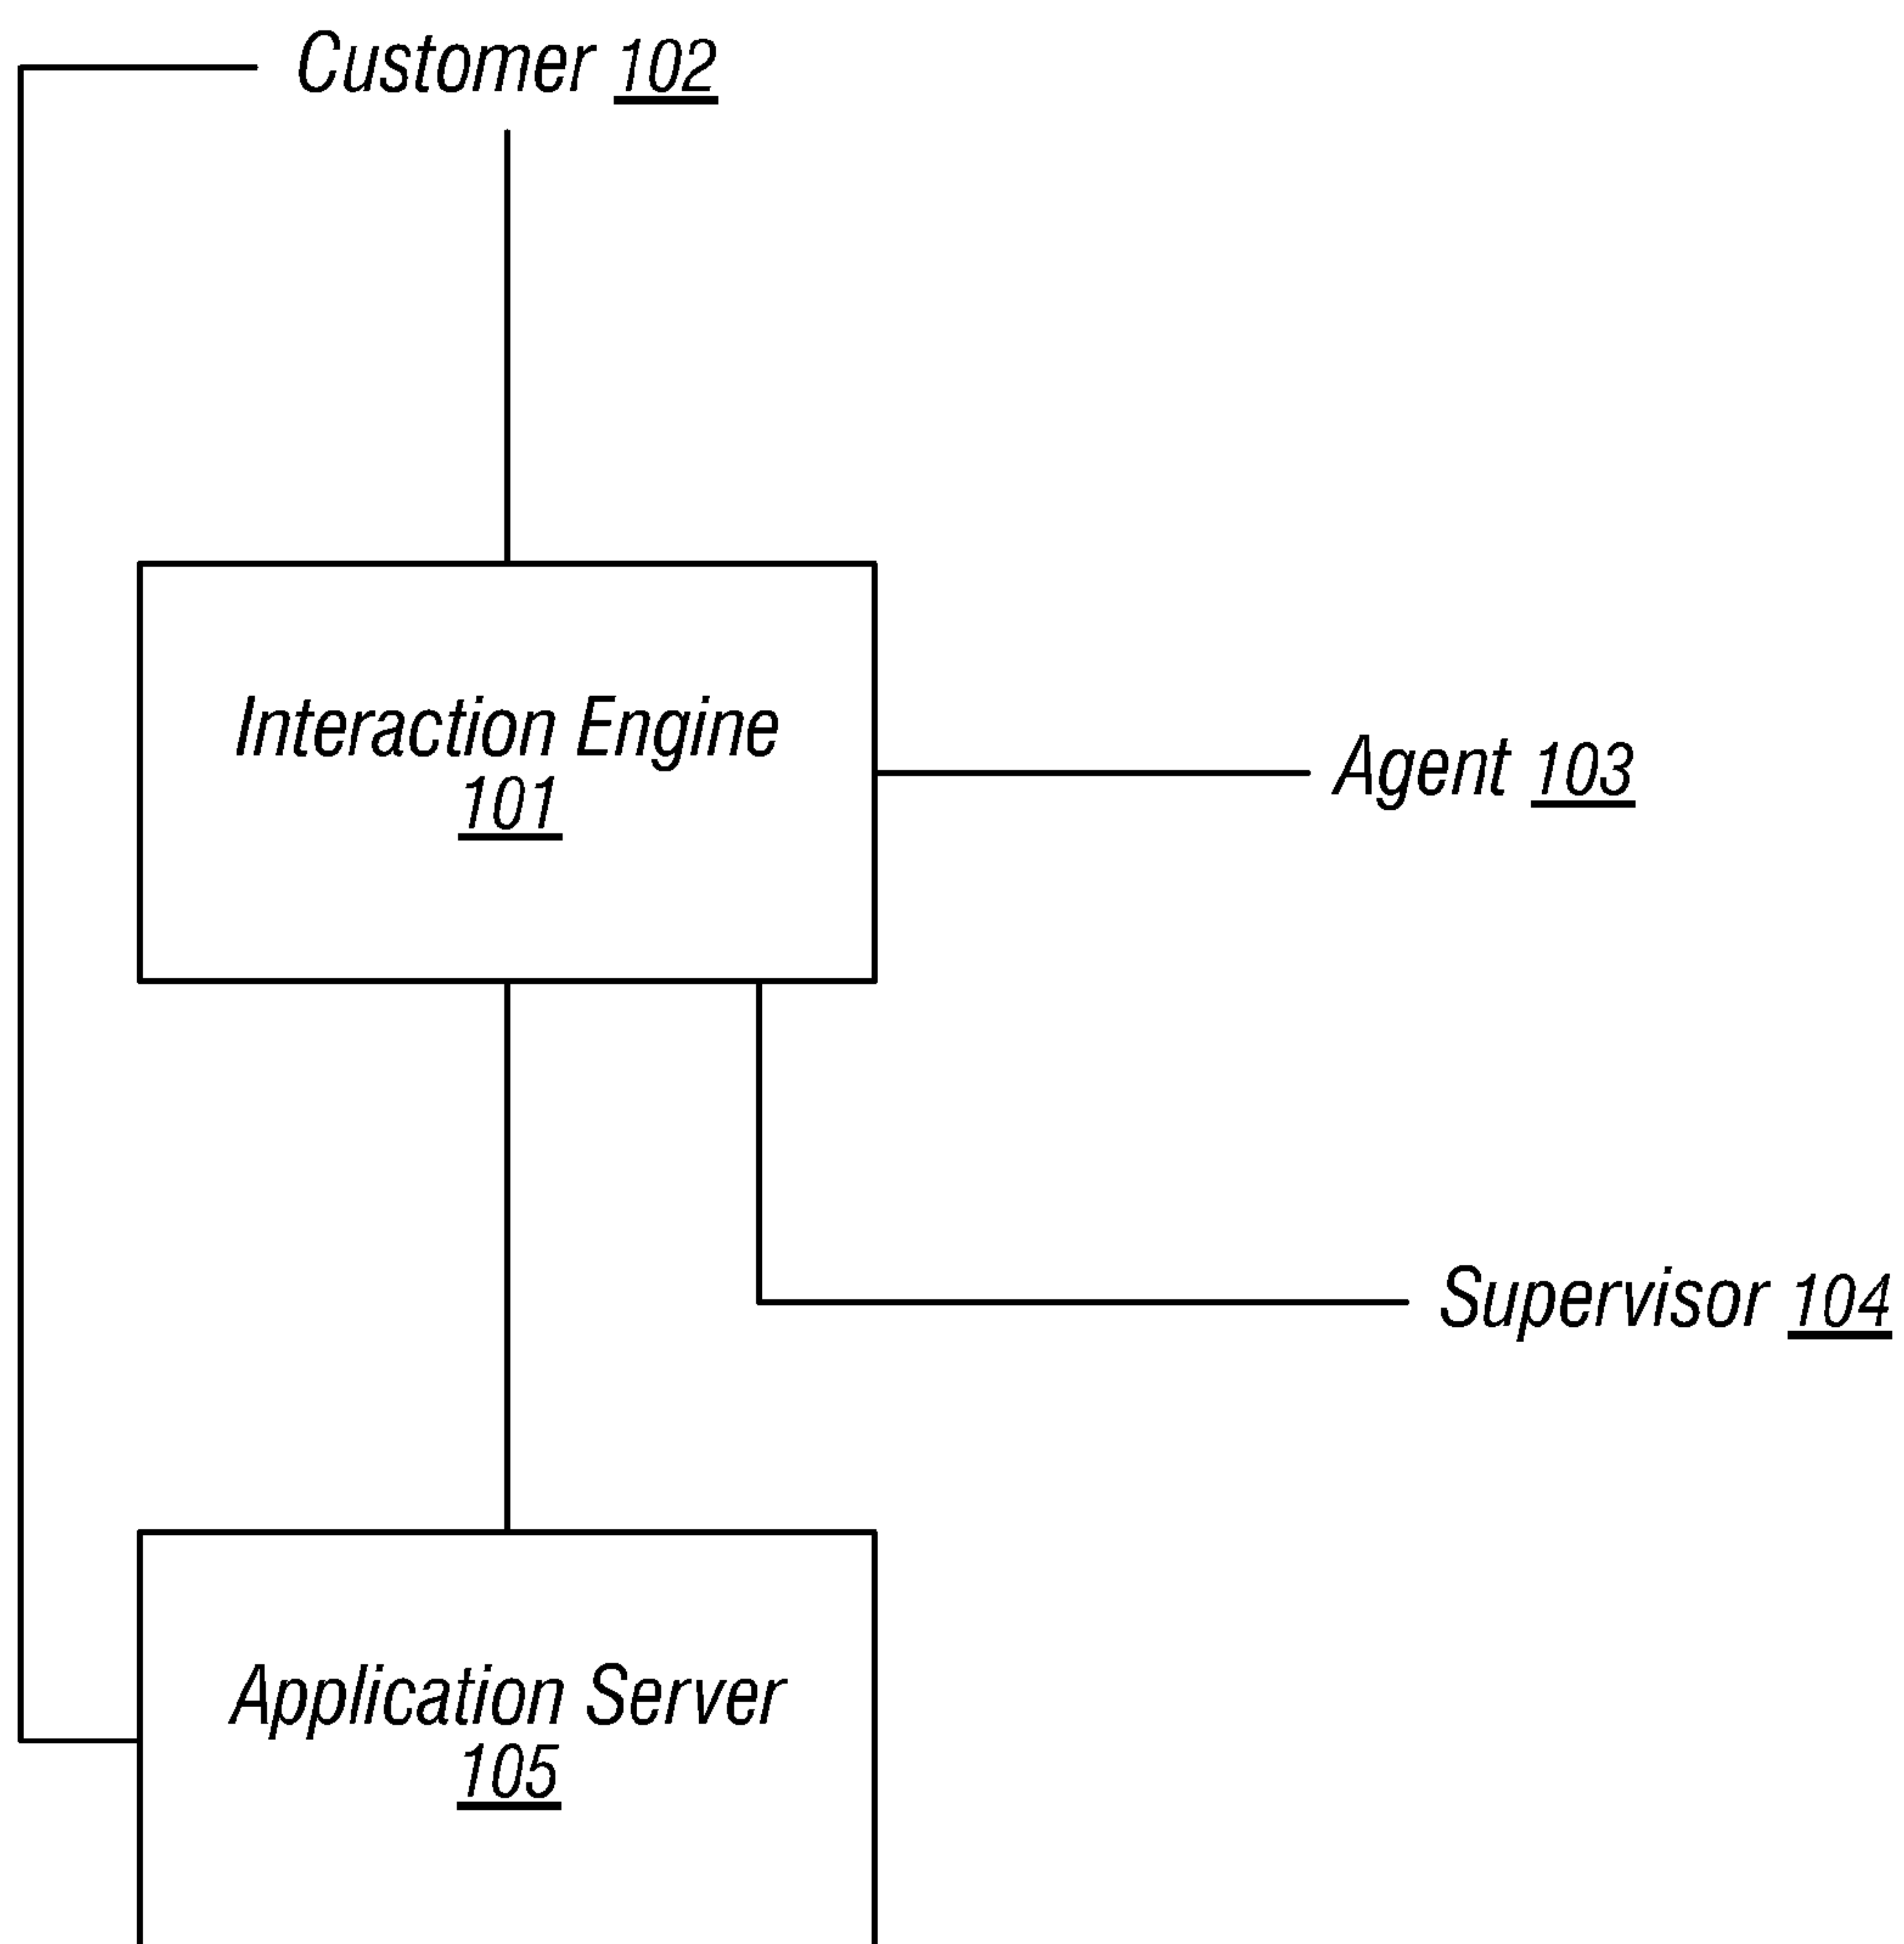 Customer 102
Interaction Engine
101
Agent 103
Supervisor 104
Application Server
105